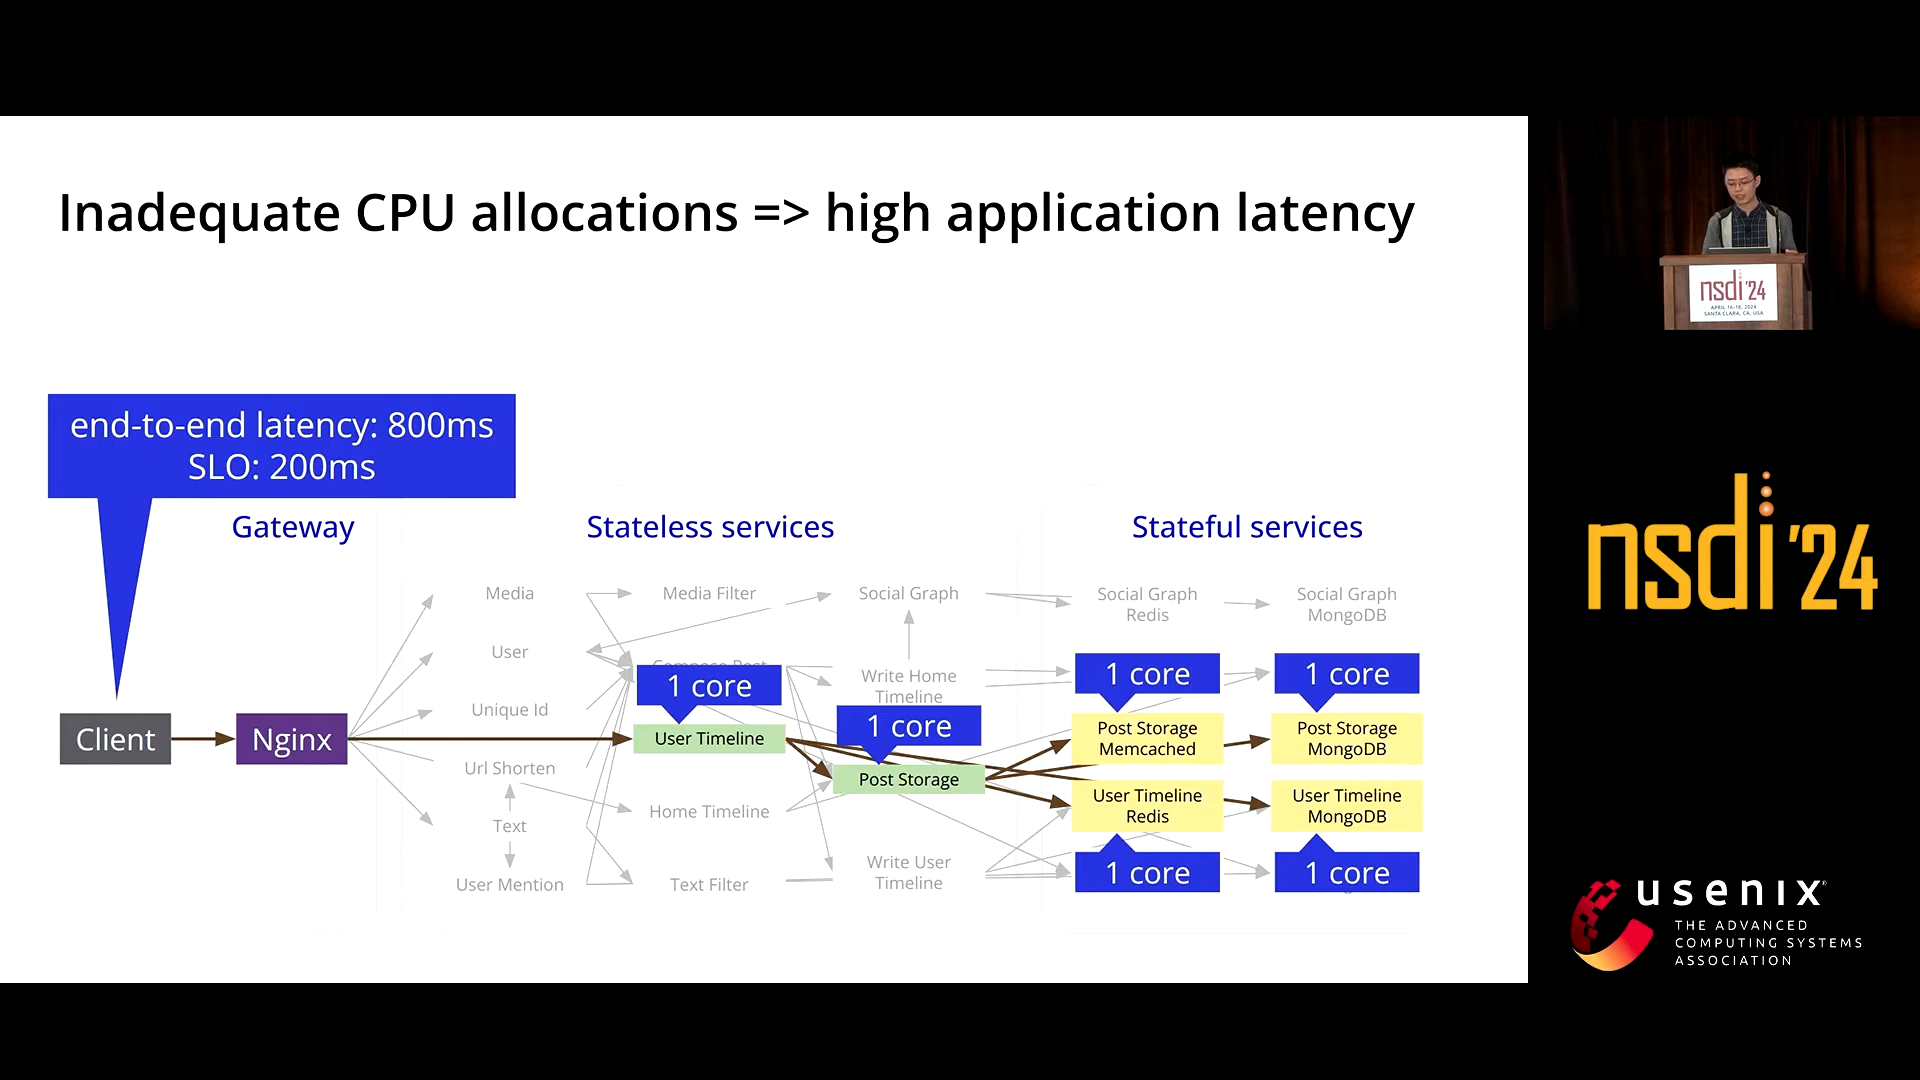 Inadequate CPU allocations => high application latency
end-to-end latency: 800ms
SLO: 200ms
Gateway
Stateless services
Stateful services
Media
Media Filter
Social Graph
Social Graph
Redis
Social Graph
MongoDB
User
1 core
Write Home
Timeline
1 core
1 core
Unique Id
1 core
Client
Nginx
User Timeline
Post Storage
Memcached
Post Storage
MongoDB
Url Shorten
Post Storage
Home Timeline
User Timeline
Redis
User Timeline
MongoDB
Text
Write User
Timeline
1 core
1 core
User Mention
Text Filter
nsdi '24
APRIL 16-18, 2024
SANTA CLARA, CA, USA
nsdi '24
usenix
THE ADVANCED
COMPUTING SYSTEMS
ASSOCIATION